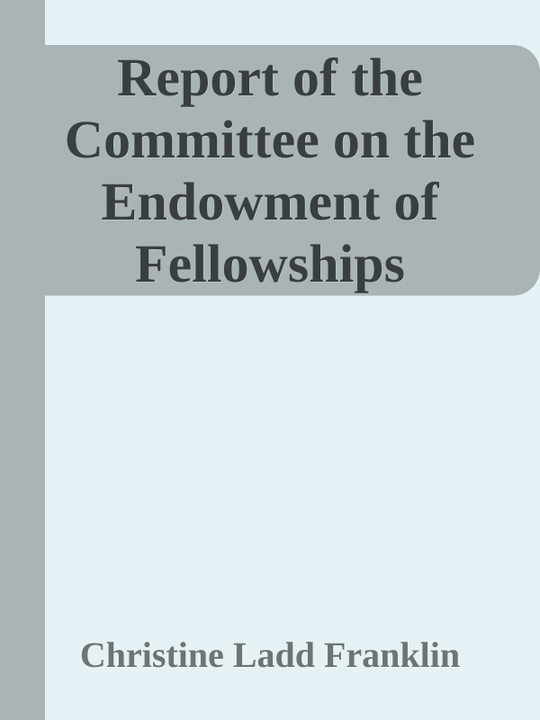 Report of the
Committee on the
Endowment of
Fellowships
Christine Ladd Franklin